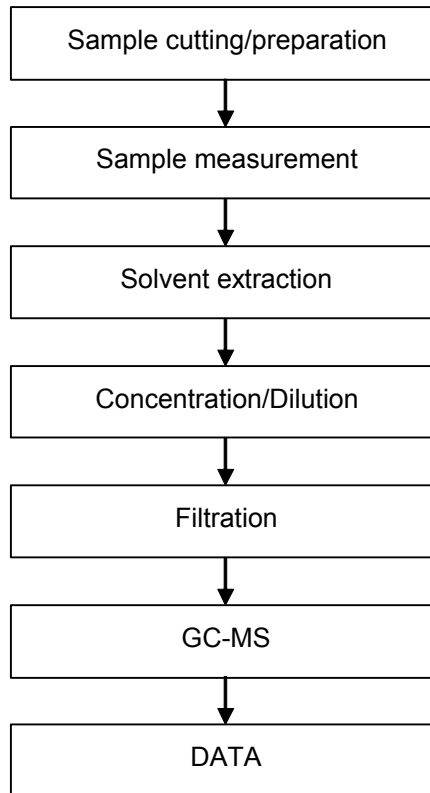 Sample cutting/preparation
Sample measurement
Solvent extraction
Concentration/Dilution
Filtration
GC-MS
DATA